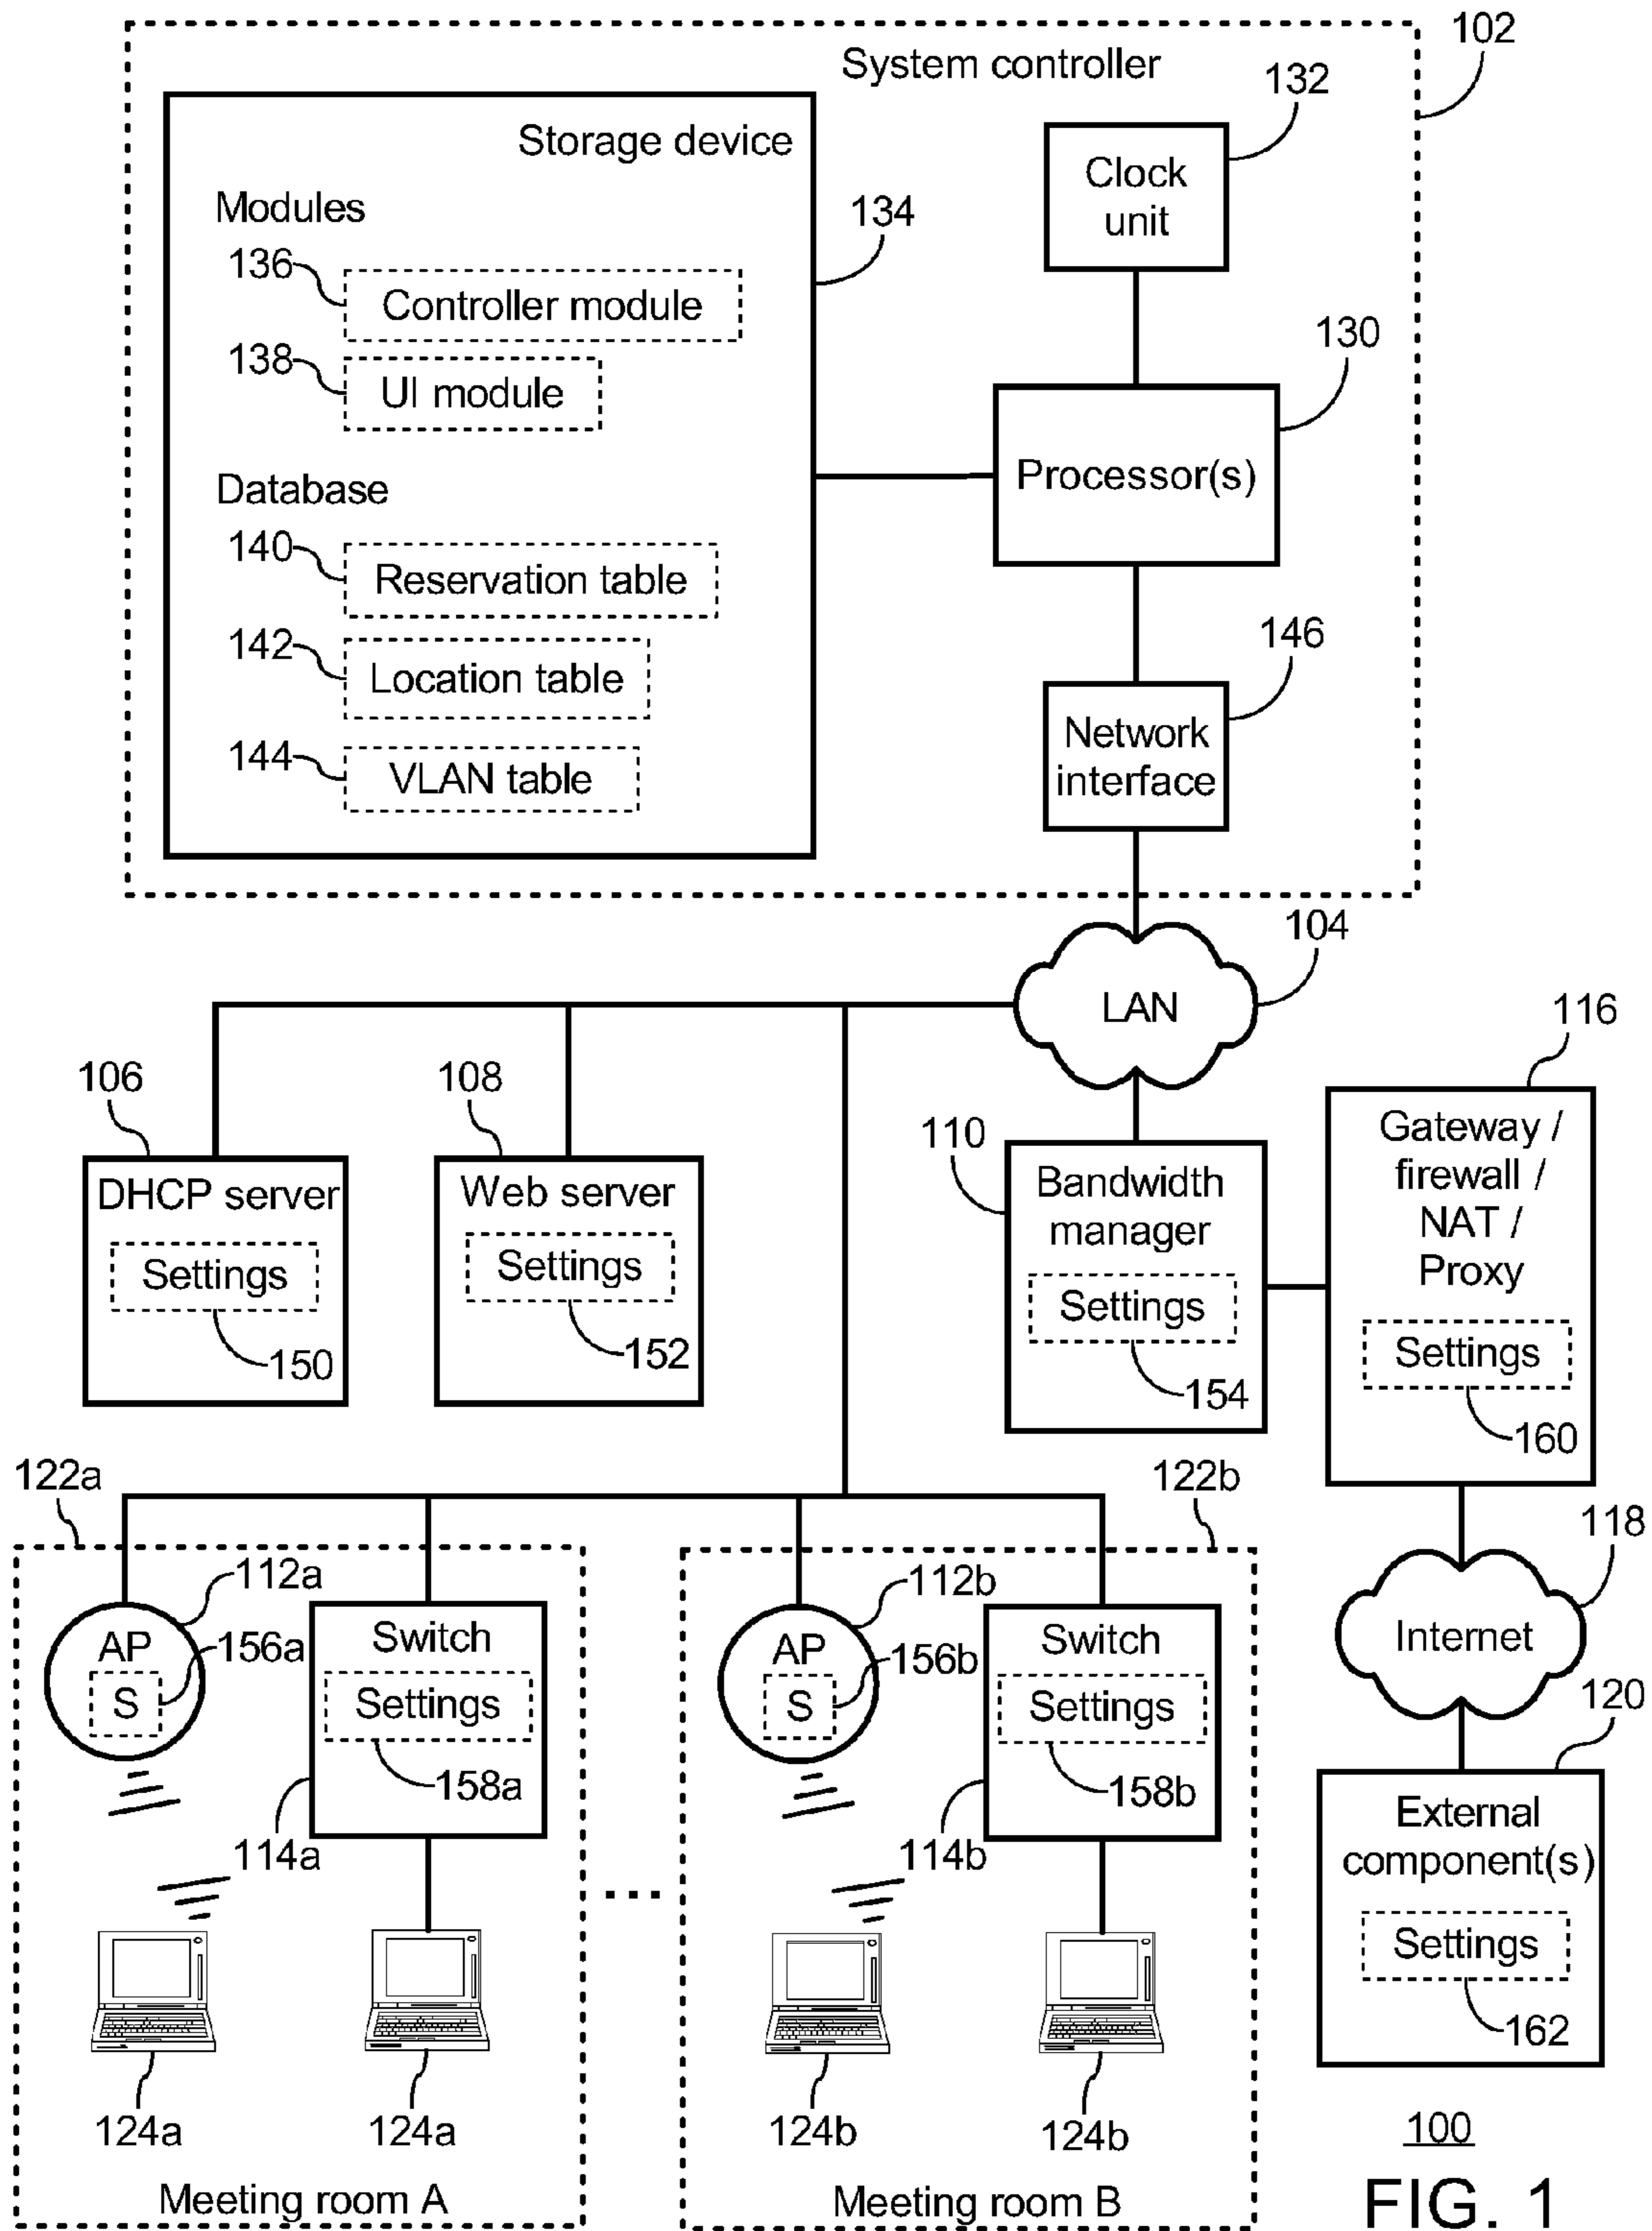 102
System controller
132
Storage device
Clock
unit
Modules
134
136
Controller module
138
UI module
130
Processor(s)
Database
140
Reservation table
142
Location table
146
Network
interface
144
VLAN table
104
LAN
116
106
108
110
Gateway /
firewall /
NAT /
Proxy
DHCP server
Web server
Bandwidth
manager
Settings
Settings
Settings
Settings
150
152
154
160
122a
122b
118
112a
112b
AP
156a
S
Switch
Settings
AP
156b
S
Switch
Settings
Internet
158a
158b
120
114a
114b
External
component(s)
Settings
162
124a
124a
124b
124b
100
Meeting room A
Meeting room B
FIG. 1